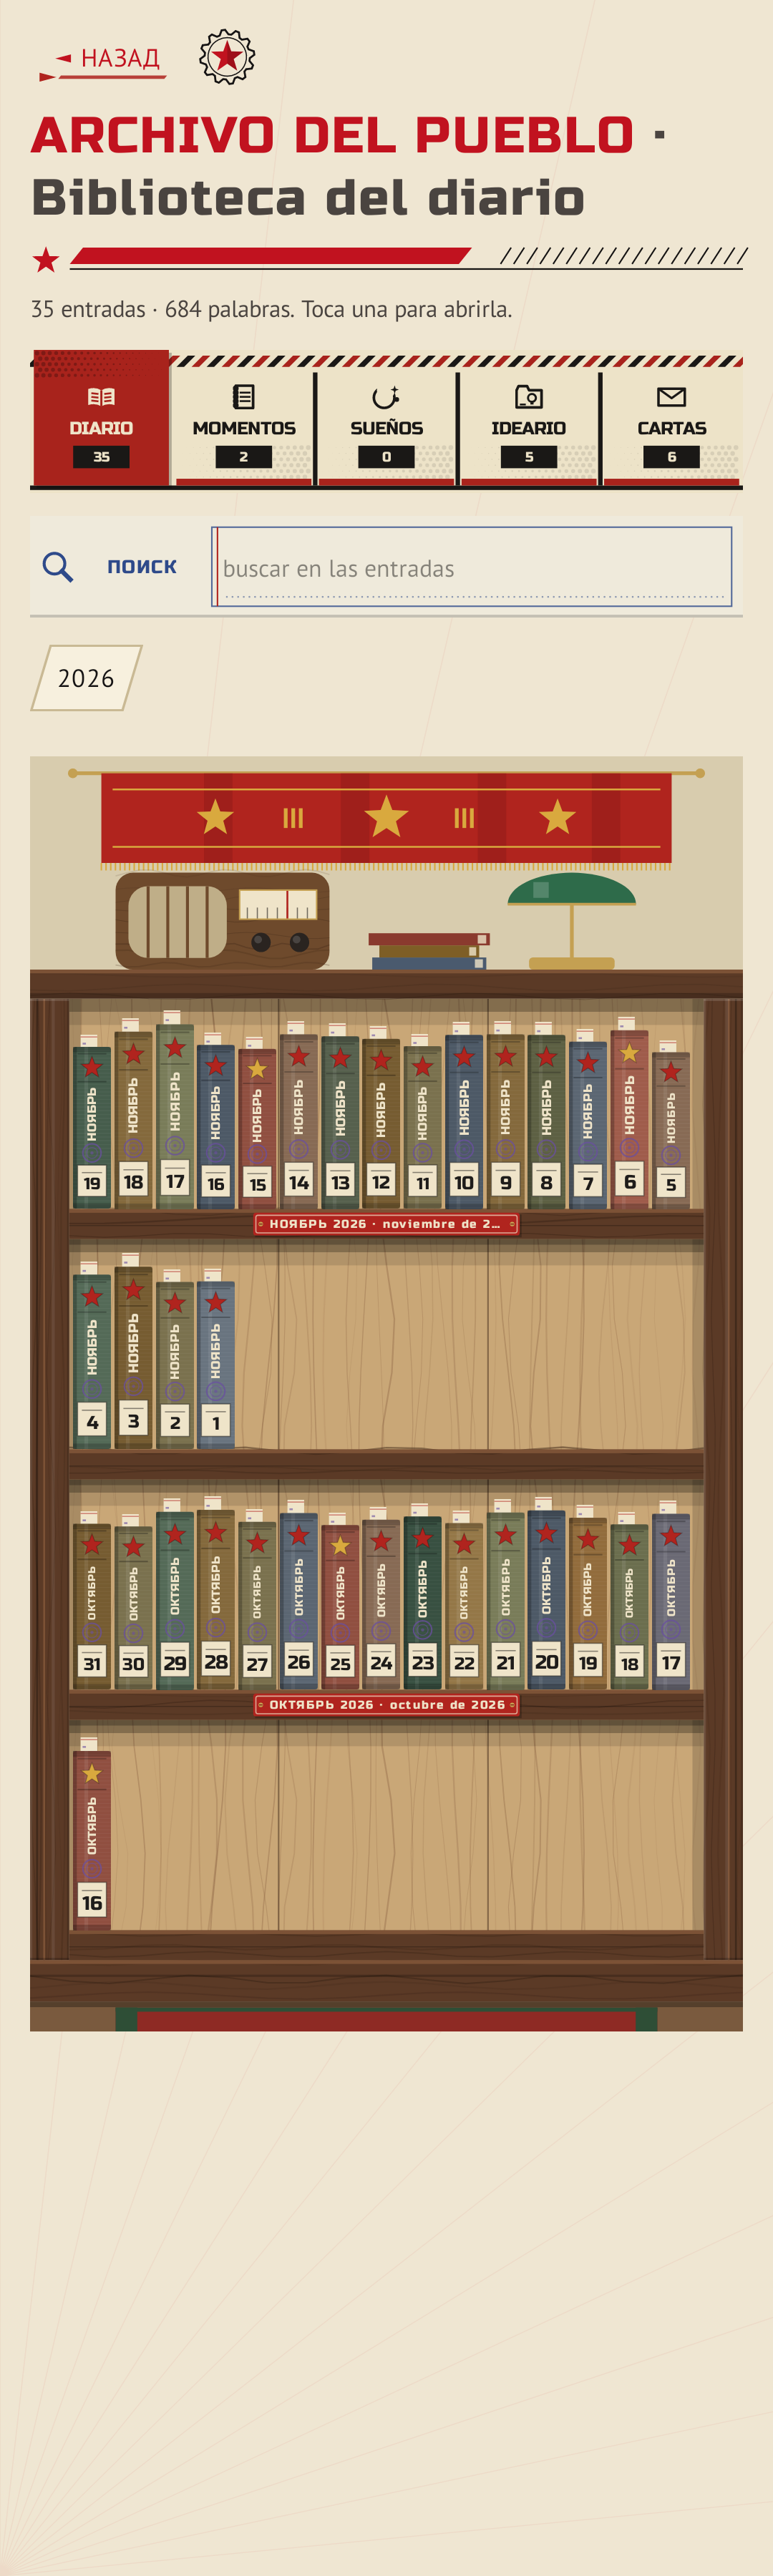 НАЗАД
ARCHIVO DEL PUEBLO ·
Biblioteca del diario
35 entradas · 684 palabras. Toca una para abrirla.
DIARIO MOMENTOS SUEÑOS IDEARIO CARTAS
35 2 0 5 6
ПОИСК buscar en las entradas
2026
НОЯБРЬ НОЯБРЬ НОЯБРЬ НОЯБРЬ НОЯБРЬ НОЯБРЬ НОЯБРЬ НОЯБРЬ НОЯБРЬ НОЯБРЬ НОЯБРЬ НОЯБРЬ НОЯБРЬ НОЯБРЬ НОЯБРЬ
19 18 17 16 15 14 13 12 11 10 9 8 7 6 5
НОЯБРЬ 2026 · noviembre de 2…
НОЯБРЬ НОЯБРЬ НОЯБРЬ НОЯБРЬ
4 3 2 1
ОКТЯБРЬ ОКТЯБРЬ ОКТЯБРЬ ОКТЯБРЬ ОКТЯБРЬ ОКТЯБРЬ ОКТЯБРЬ ОКТЯБРЬ ОКТЯБРЬ ОКТЯБРЬ ОКТЯБРЬ ОКТЯБРЬ ОКТЯБРЬ ОКТЯБРЬ ОКТЯБРЬ
31 30 29 28 27 26 25 24 23 22 21 20 19 18 17
ОКТЯБРЬ 2026 · octubre de 2026
ОКТЯБРЬ
16